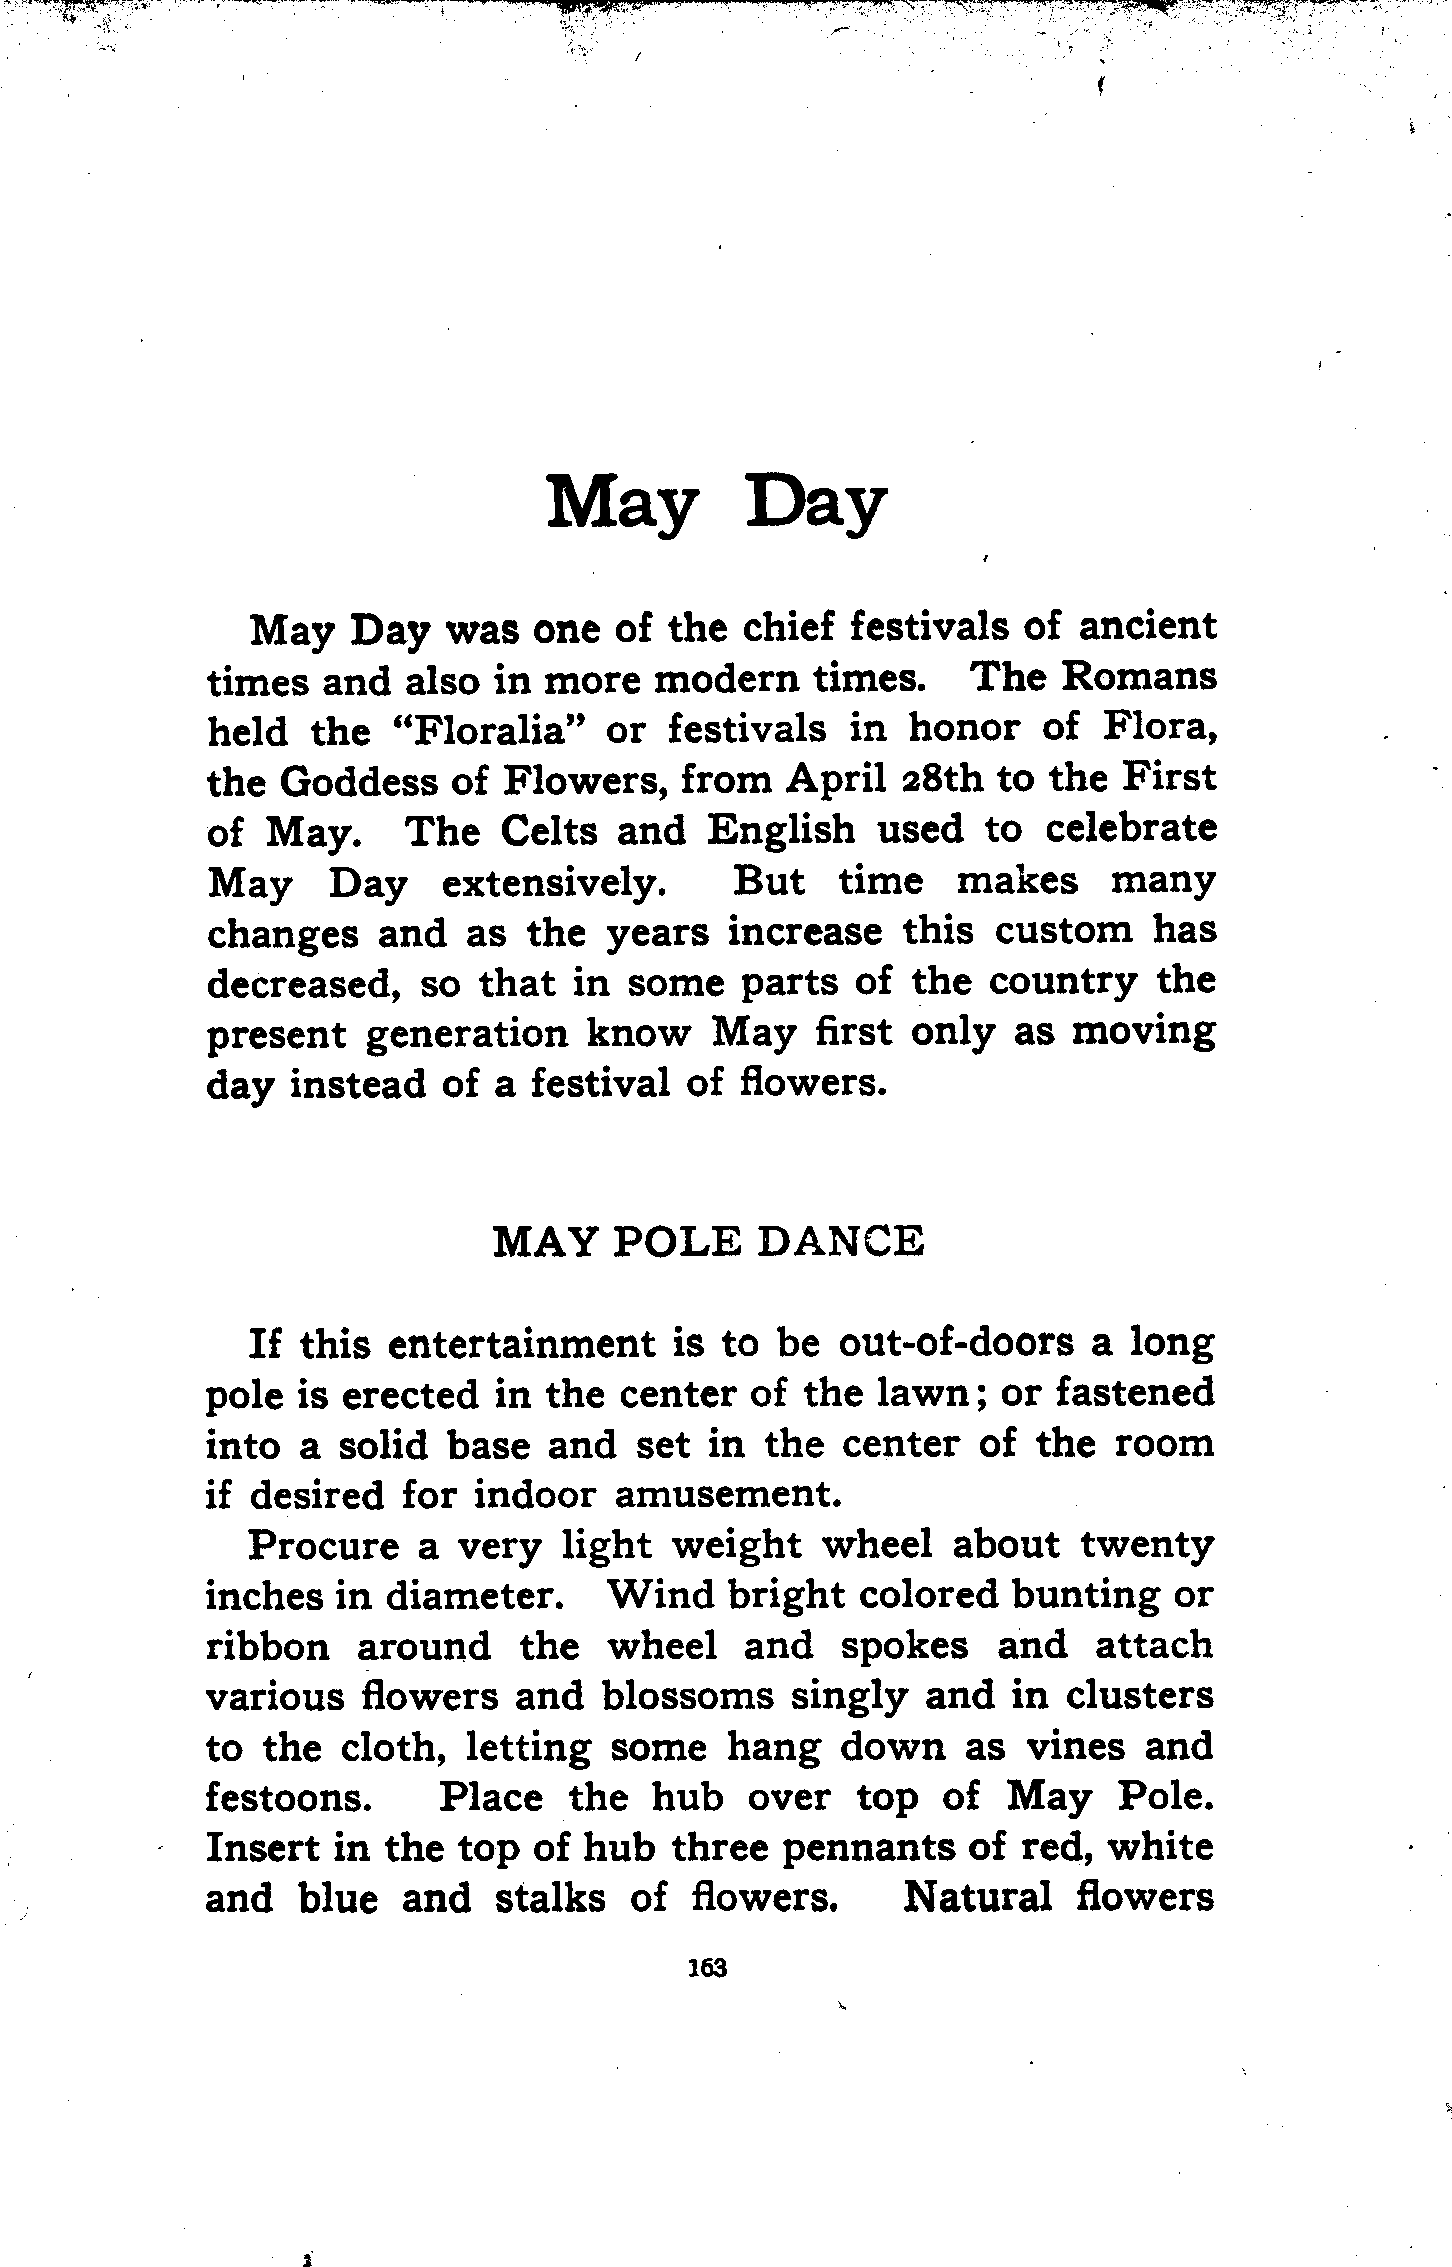 May Day
May Day was one of the chief festivals of ancient
times and also in more modern times. The Romans
held the “Floralia” or festivals in honor of Flora,
the Goddess of Flowers, from April 28th to the First
of May. The Celts and English used to celebrate
May Day extensively. But time makes many
changes and as the years increase this custom has
decreased, so that in some parts of the country the
present generation know May first only as moving
day instead of a festival of flowers.
MAY POLE DANCE
If this entertainment is to be out-of-doors a long
pole is erected in the center of the lawn; or fastened
into a solid base and set in the center of the room
if desired for indoor amusement.
Procure a very light weight wheel about twenty
inches in diameter. Wind bright colored bunting or
ribbon around the wheel and spokes and attach
various flowers and blossoms singly and in clusters
to the cloth, letting some hang down as vines and
festoons. Place the hub over top of May Pole.
Insert in the top of hub three pennants of red, white
and blue and stalks of flowers. Natural flowers
163